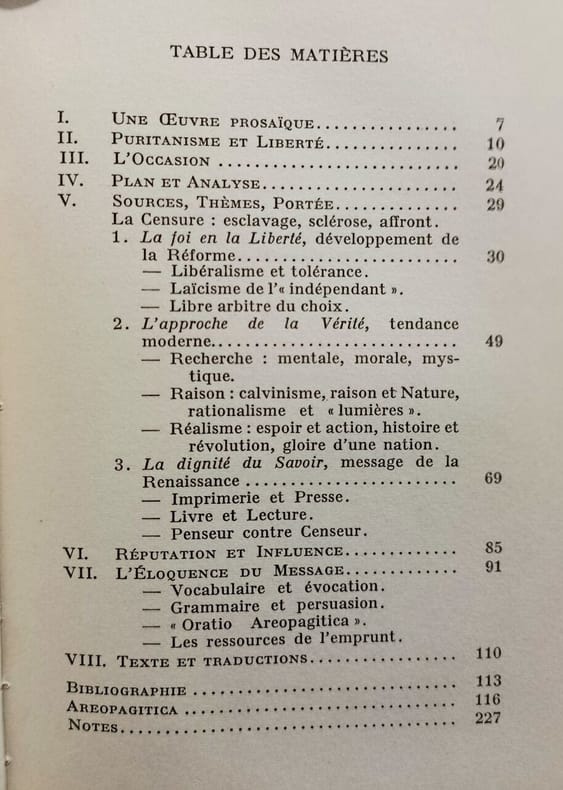 TABLE DES MATIÈRES
I. Une Œuvre prosaïque................ 7
II. Puritanisme et Liberté............... 10
III. L'Occasion ........................... 20
IV. Plan et Analyse....................... 24
V. Sources, Thèmes, Portée.............. 29
La Censure : esclavage, sclérose, affront.
1. La foi en la Liberté, développement de
la Réforme......................... 30
— Libéralisme et tolérance.
— Laïcisme de l'« indépendant ».
— Libre arbitre du choix.
2. L'approche de la Vérité, tendance
moderne............................ 49
— Recherche : mentale, morale, mys-
tique.
— Raison : calvinisme, raison et Nature,
rationalisme et « lumières ».
— Réalisme : espoir et action, histoire et
révolution, gloire d'une nation.
3. La dignité du Savoir, message de la
Renaissance ........................ 69
— Imprimerie et Presse.
— Livre et Lecture.
— Penseur contre Censeur.
VI. Réputation et Influence............. 85
VII. L'Éloquence du Message............. 91
— Vocabulaire et évocation.
— Grammaire et persuasion.
— « Oratio Areopagitica ».
— Les ressources de l'emprunt.
VIII. Texte et traductions................. 110
Bibliographie .............................. 113
Areopagitica ............................... 116
Notes....................................... 227